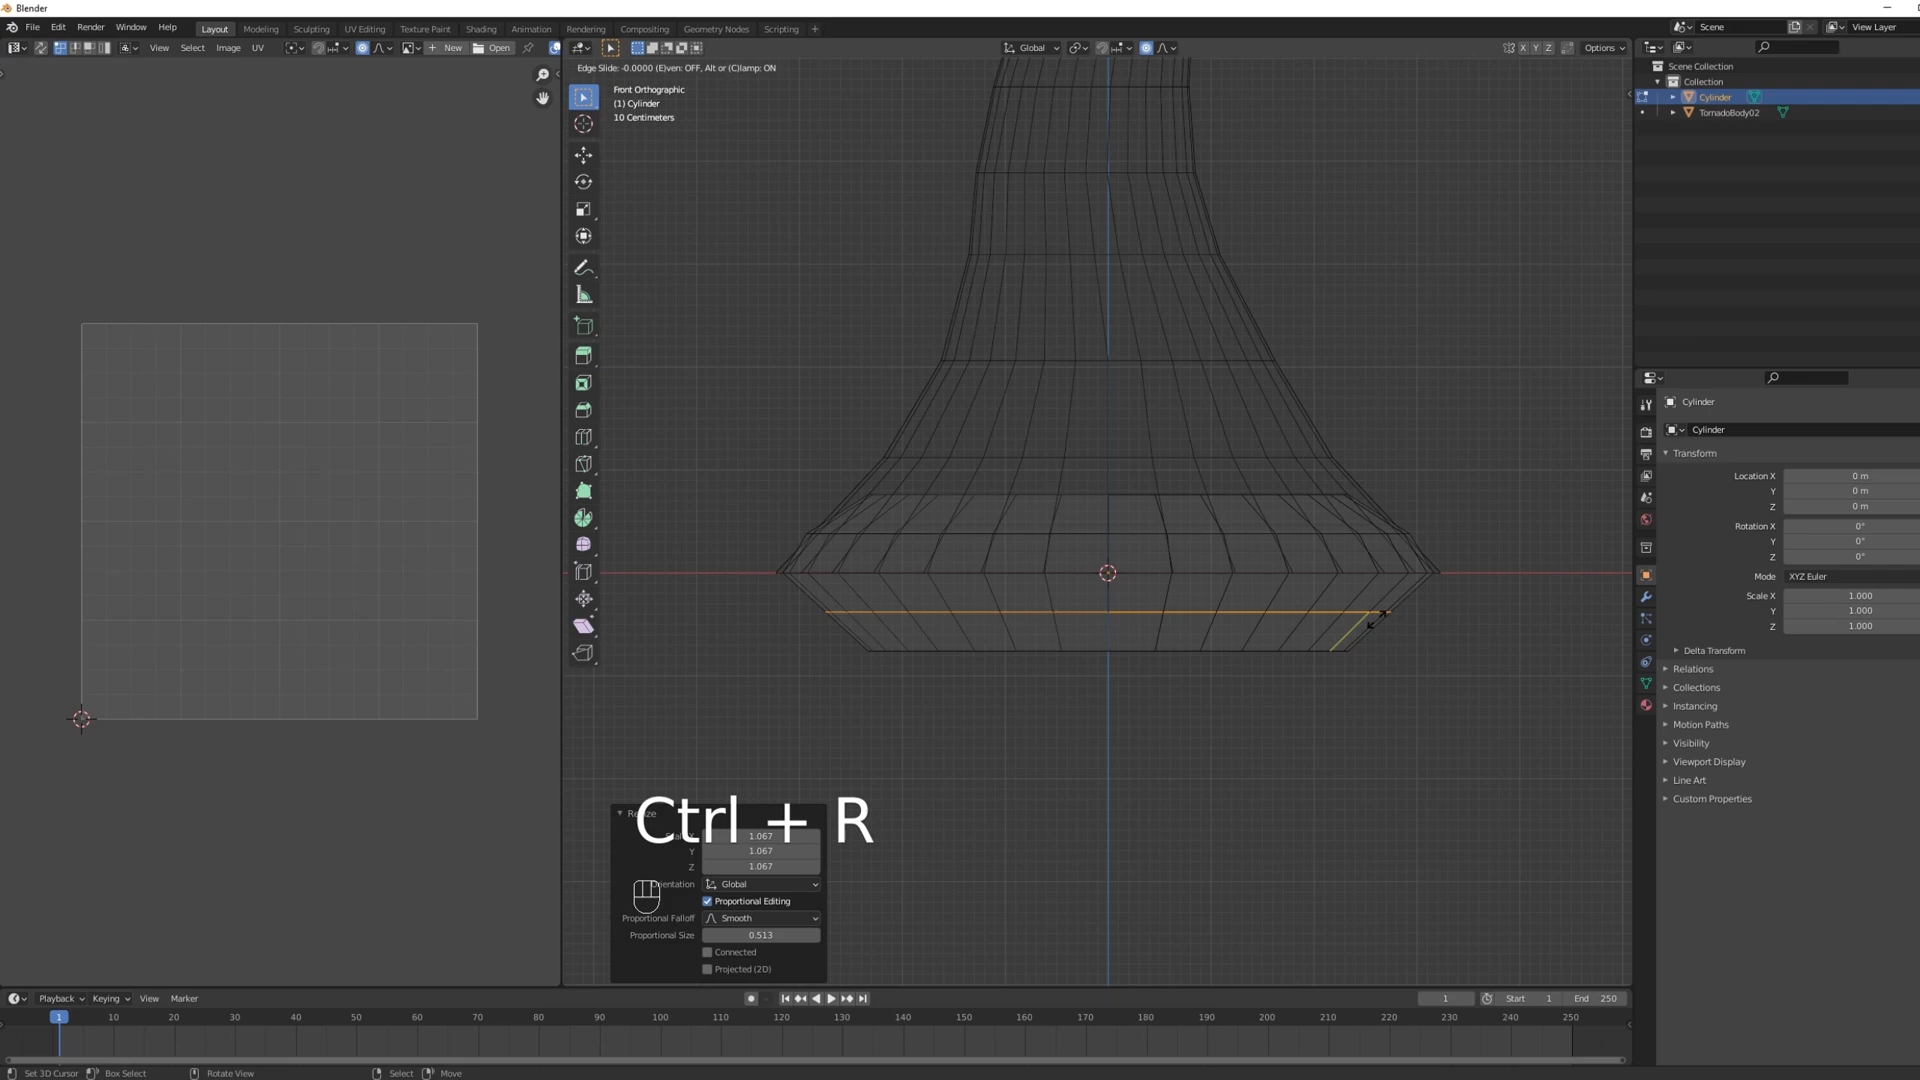 Blender
File Edit Render Window Help
Layout Modeling Sculpting UV Editing Texture Paint Shading Animation Rendering Compositing Geometry Nodes Scripting +
Scene
View Layer
View Select Image UV
New Open
Global
X Y Z Options
Edge Slide: -0.0000 (E)ven: OFF, Alt or (C)lamp: ON
Front Orthographic
(1) Cylinder
10 Centimeters
Scene Collection
Collection
Cylinder
TornadoBody02
Cylinder
Cylinder
Transform
Location X 0 m
Y 0 m
Z 0 m
Rotation X 0°
Y 0°
Z 0°
Mode XYZ Euler
Scale X 1.000
Y 1.000
Z 1.000
Delta Transform
Relations
Collections
Instancing
Motion Paths
Visibility
Viewport Display
Line Art
Custom Properties
Ctrl + R
1.067
Y 1.067
Z 1.067
Orientation Global
Proportional Editing
Proportional Falloff Smooth
Proportional Size 0.513
Connected
Projected (2D)
Playback Keying View Marker
1 Start 1 End 250
1 10 20 30 40 50 60 70 80 90 100 110 120 130 140 150 160 170 180 190 200 210 220 230 240 250
Set 3D Cursor Box Select Rotate View Select Move